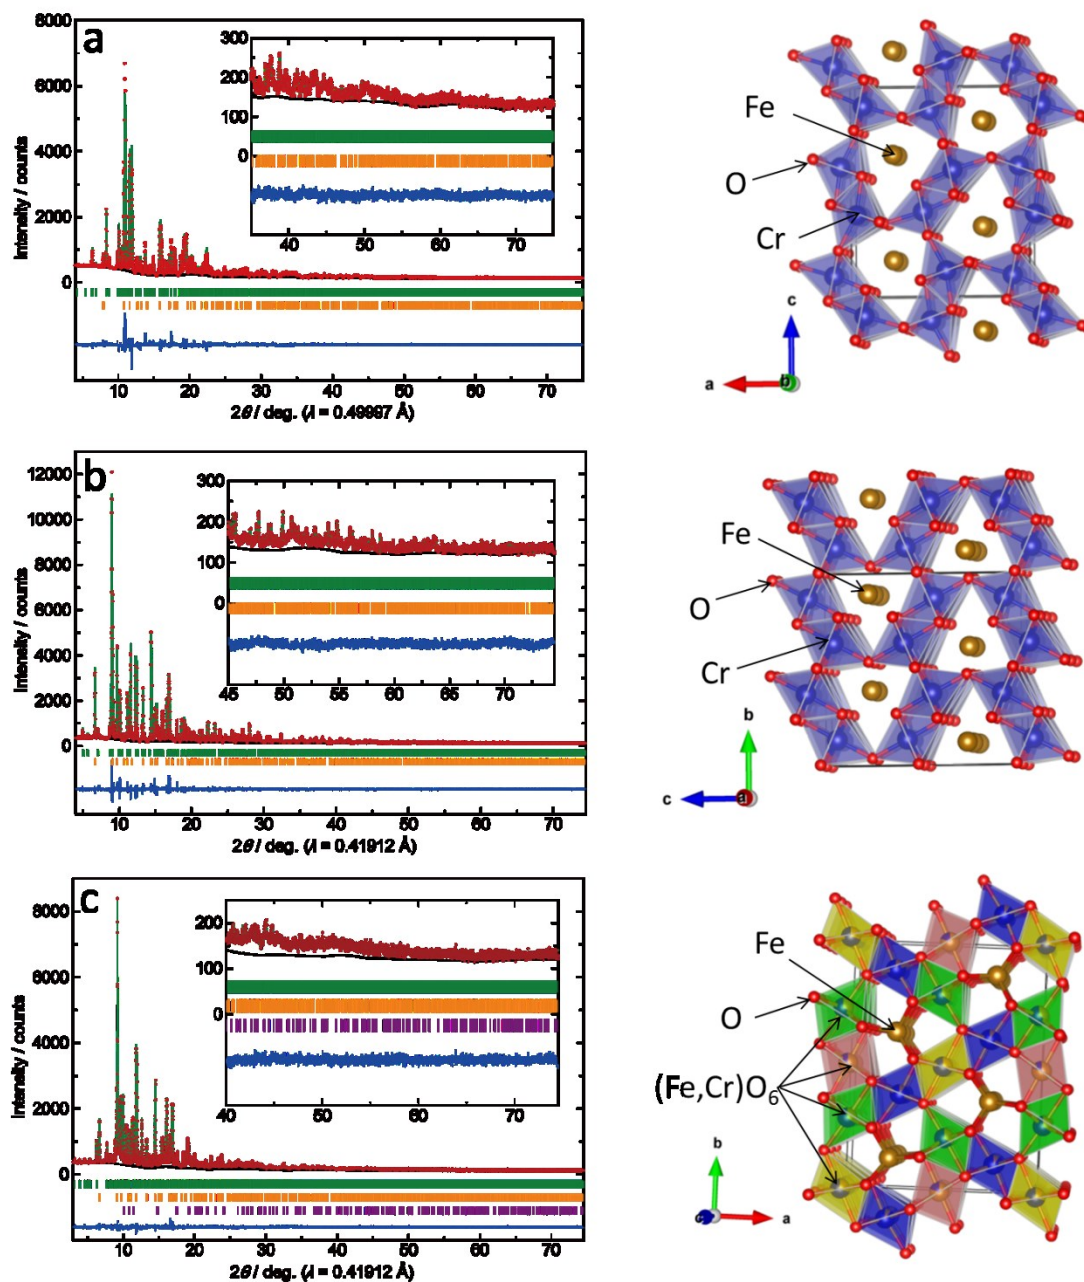 a
8000
6000
4000
2000
0
Intensity / counts
300
200
100
0
40 50 60 70
10 20 30 40 50 60 70
2θ / deg. (λ = 0.49997 Å)
Fe
O
Cr
c
a
b
b
12000
10000
8000
6000
4000
2000
0
Intensity / counts
300
200
100
0
45 50 55 60 65 70
10 20 30 40 50 60 70
2θ / deg. (λ = 0.41912 Å)
Fe
O
Cr
b
c
a
c
8000
6000
4000
2000
0
Intensity / counts
200
100
0
40 50 60 70
10 20 30 40 50 60 70
2θ / deg. (λ = 0.41912 Å)
Fe
O
(Fe,Cr)O6
b
c
a